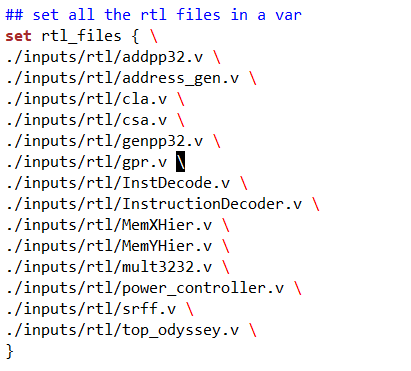 ## set all the rtl files in a var
set rtl_files { \
./inputs/rtl/addpp32.v \
./inputs/rtl/address_gen.v \
./inputs/rtl/cla.v \
./inputs/rtl/csa.v \
./inputs/rtl/genpp32.v \
./inputs/rtl/gpr.v \
./inputs/rtl/InstDecode.v \
./inputs/rtl/InstructionDecoder.v \
./inputs/rtl/MemXHier.v \
./inputs/rtl/MemYHier.v \
./inputs/rtl/mult3232.v \
./inputs/rtl/power_controller.v \
./inputs/rtl/srff.v \
./inputs/rtl/top_odyssey.v \
}